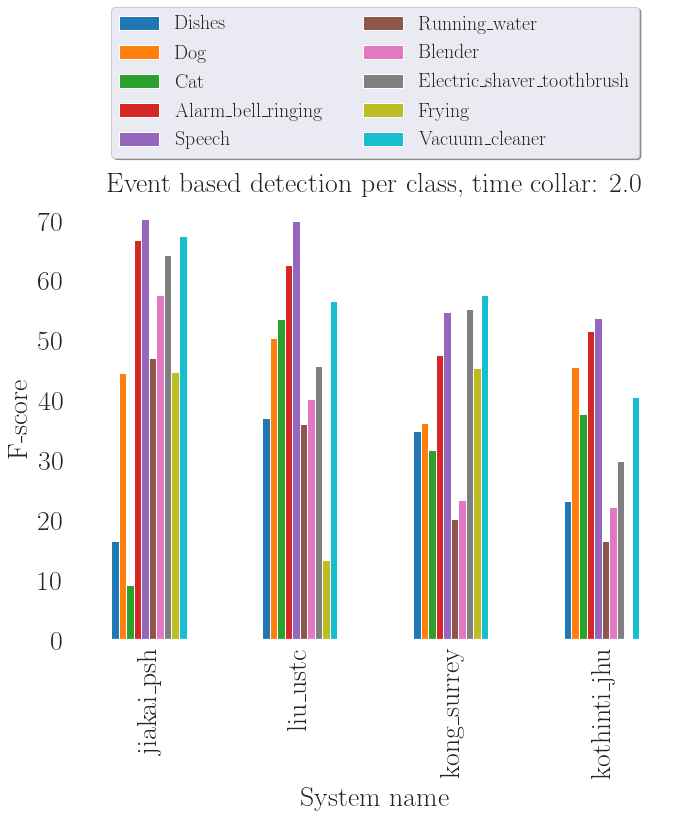 Dishes
Dog
Cat
Alarm_bell_ringing
Speech
Running_water
Blender
Electric_shaver_toothbrush
Frying
Vacuum_cleaner
Event based detection per class, time collar: 2.0
70
60
50
40
30
20
10
0
F-score
jiakai_psh
liu_ustc
kong_surrey
kothinti_jhu
System name